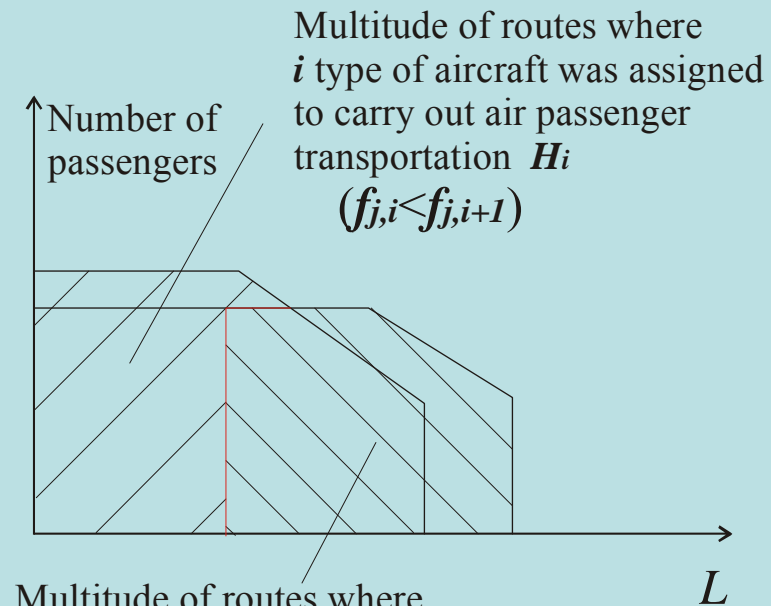 Multitude of routes where
i type of aircraft was assigned
to carry out air passenger
transportation Hi
(fj,i<fj,i+1)
Number of
passengers
L
Multitude of routes where